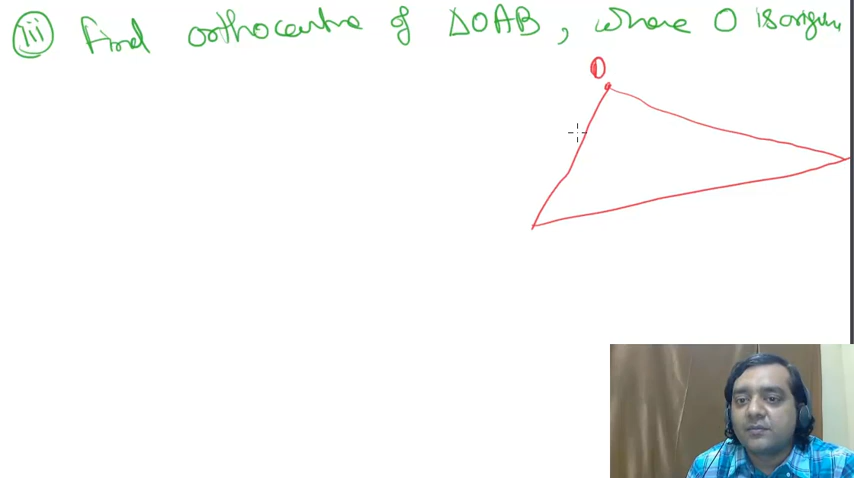 (iii) Find orthocentre of ΔOAB, where O is origin
O